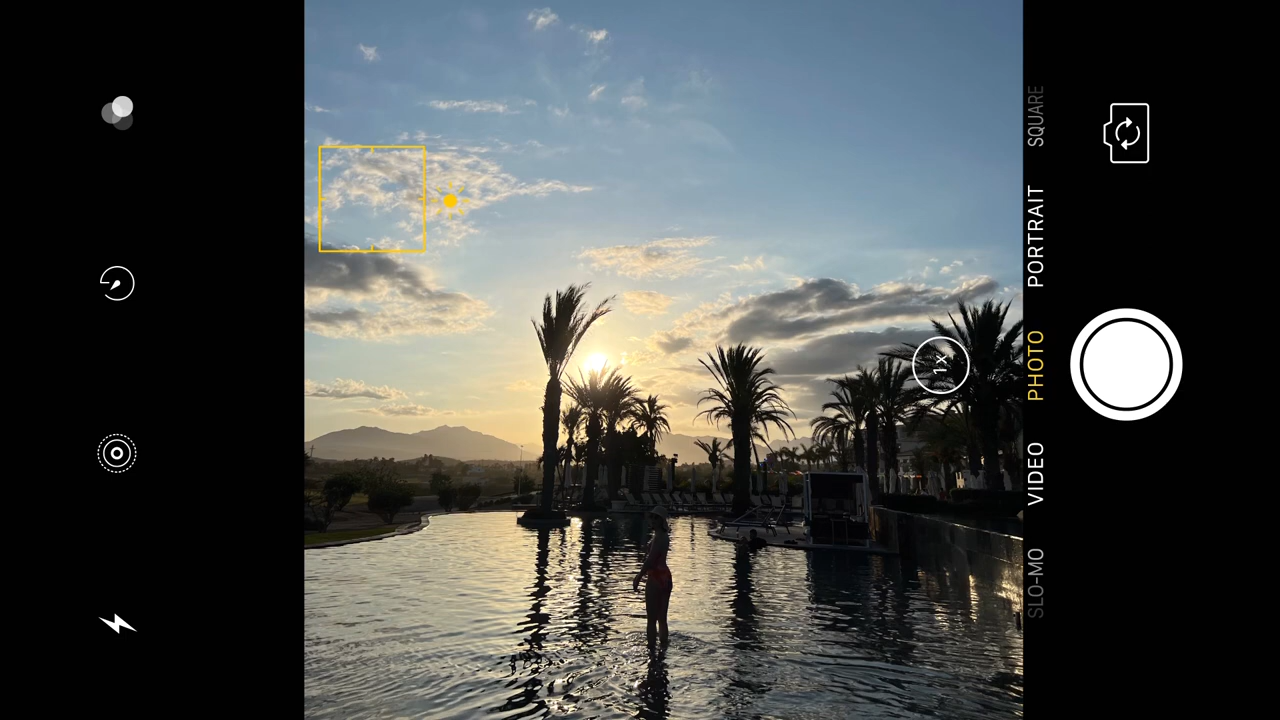 SQUARE
PORTRAIT
PHOTO
VIDEO
SLO-MO
1X